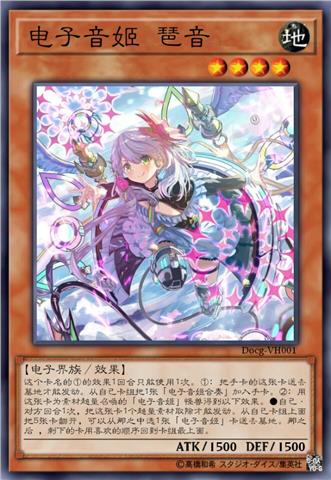 电子音姬 琶音
地
Docg-VH001
【电子界族／效果】
这个卡名的①的效果1回合只能使用1次。①：把手卡的这张卡送去
墓地才能发动。从自己卡组把1张「电子音姬合奏」加入手卡。②：用
这张卡为素材超量召唤的「电子音姬」怪兽得到以下效果。●自己·
对方回合1次，把这张卡1个超量素材取除才能发动。从自己卡组上面
把5张卡翻开，可以从那之中选1张「电子音姬」卡送去墓地。那之
后，剩下的卡用喜欢的顺序回到卡组最上面。
ATK / 1500 DEF / 1500
©高橋和希 スタジオ・ダイス/集英社